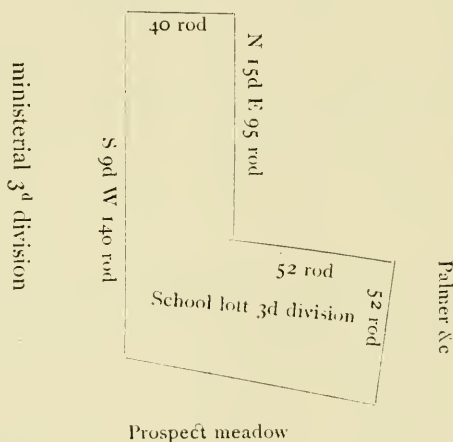 40 rod
N 15d E 95 rod
ministerial 3d division
S 9d W 140 rod
52 rod
52 rod
Palmer &c
School lott 3d division
Prospect meadow